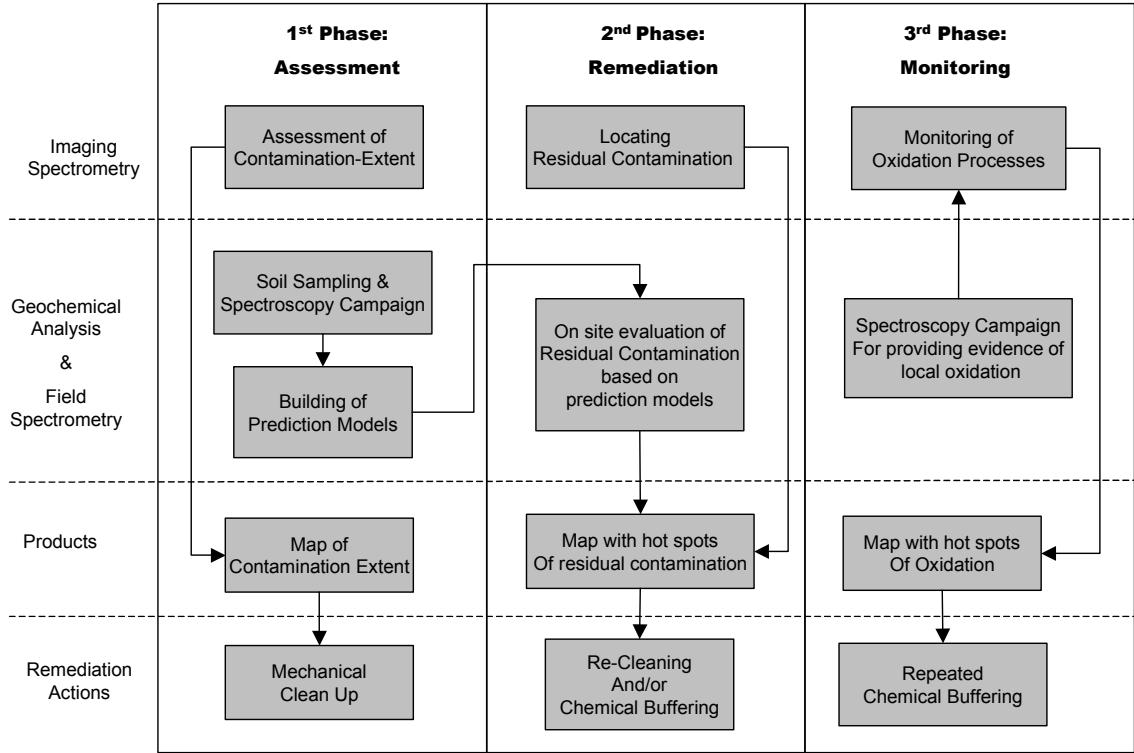 1st Phase:
Assessment
2nd Phase:
Remediation
3rd Phase:
Monitoring
Imaging
Spectrometry
Assessment of
Contamination-Extent
Locating
Residual Contamination
Monitoring of
Oxidation Processes
Geochemical
Analysis
&
Field
Spectrometry
Soil Sampling &
Spectroscopy Campaign
Building of
Prediction Models
On site evaluation of
Residual Contamination
based on
prediction models
Spectroscopy Campaign
For providing evidence of
local oxidation
Products
Map of
Contamination Extent
Map with hot spots
Of residual contamination
Map with hot spots
Of Oxidation
Remediation
Actions
Mechanical
Clean Up
Re-Cleaning
And/or
Chemical Buffering
Repeated
Chemical Buffering